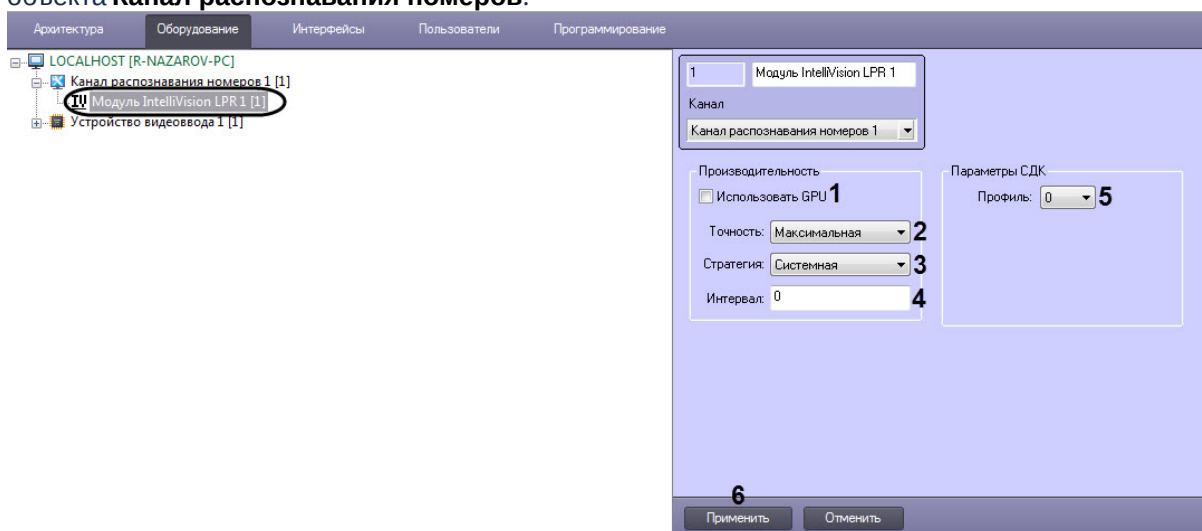 объекта Канал распознавания номеров.
Архитектура Оборудование Интерфейсы Пользователи Программирование
LOCALHOST [R-NAZAROV-PC]
Канал распознавания номеров 1 [1]
Модуль IntelliVision LPR 1 [1]
Устройство видеоввода 1 [1]
1 Модуль IntelliVision LPR 1
Канал
Канал распознавания номеров 1
Производительность
Использовать GPU 1
Точность: Максимальная 2
Стратегия: Системная 3
Интервал: 0 4
Параметры СДК
Профиль: 0 5
6
Применить Отменить